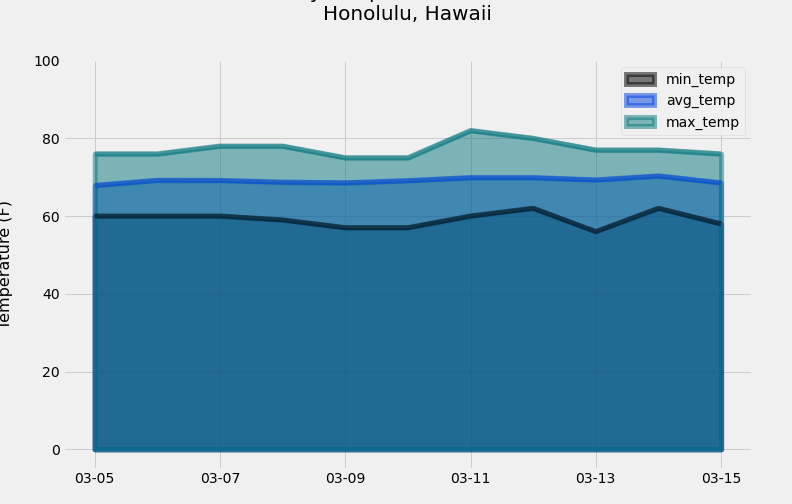 Honolulu, Hawaii
100
80
60
40
20
0
Temperature (F)
min_temp
avg_temp
max_temp
03-05
03-07
03-09
03-11
03-13
03-15